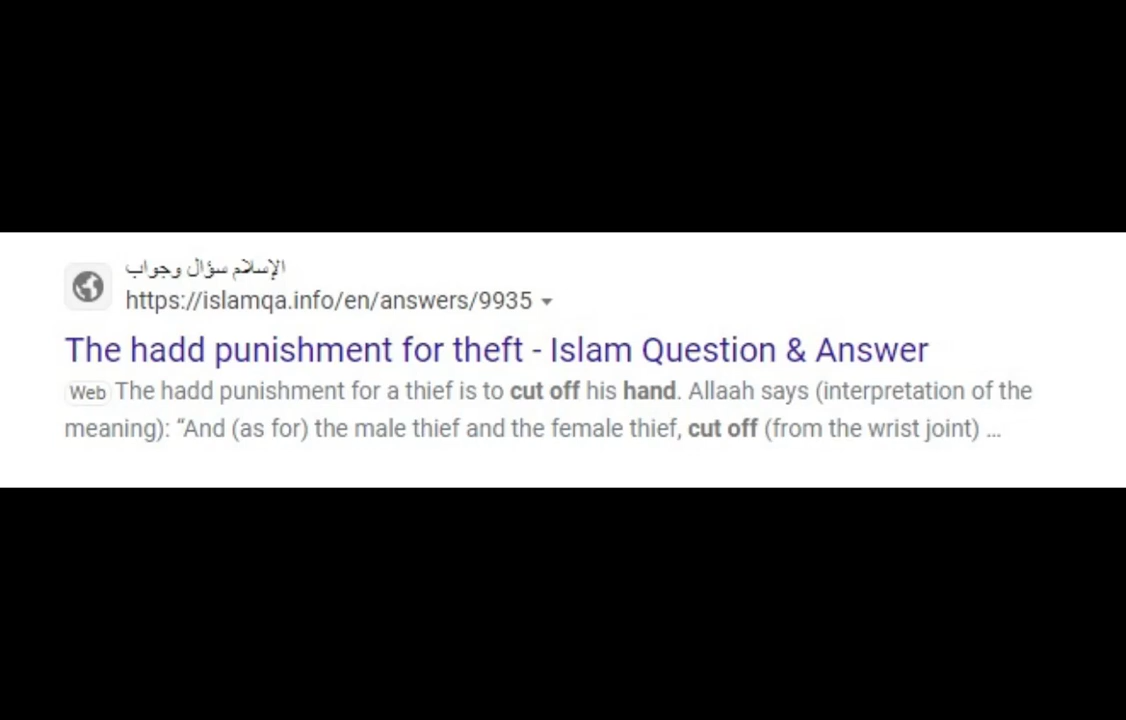 الإسلام سؤال وجواب
https://islamqa.info/en/answers/9935
The hadd punishment for theft - Islam Question & Answer
Web The hadd punishment for a thief is to cut off his hand. Allaah says (interpretation of the
meaning): “And (as for) the male thief and the female thief, cut off (from the wrist joint) ...